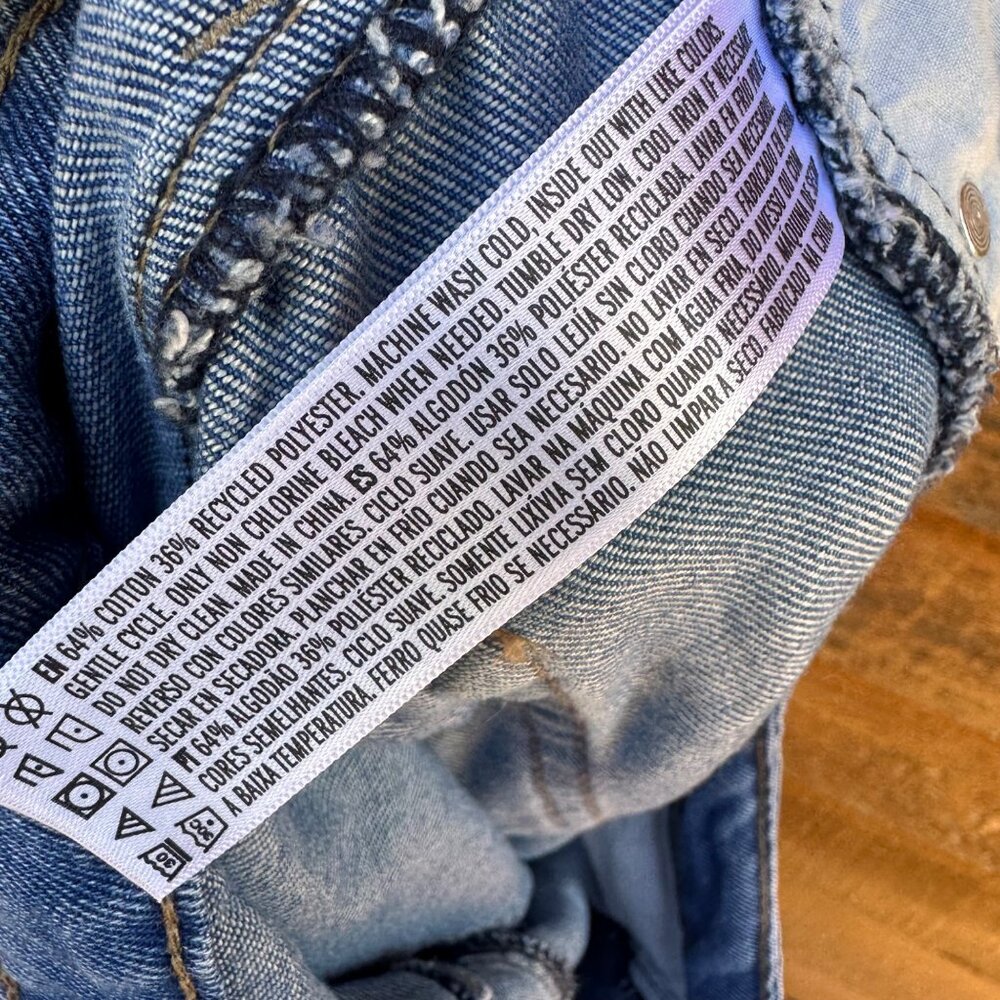 EN 64% COTTON 36% RECYCLED POLYESTER. MACHINE WASH COLD, INSIDE OUT WITH LIKE COLORS.
GENTLE CYCLE. ONLY NON CHLORINE BLEACH WHEN NEEDED. TUMBLE DRY LOW. COOL IRON IF NECESSARY.
DO NOT DRY CLEAN. MADE IN CHINA. ES 64% ALGODÓN 36% POLIÉSTER RECICLADA. LAVAR EN FRIO Y AL
REVERSO CON COLORES SIMILARES. CICLO SUAVE. USAR SOLO LEJÍA SIN CLORO CUANDO SEA NECESARIO.
SECAR EN SECADORA. PLANCHAR EN FRIO CUANDO SEA NECESARIO. NO LAVAR EN SECO. FABRICADO EN CHINA.
PT 64% ALGODÃO 36% POLIÉSTER RECICLADO. LAVAR NA MÁQUINA COM ÁGUA FRIA, DO AVESSO, COM
CORES SEMELHANTES. CICLO SUAVE. SOMENTE LIXÍVIA SEM CLORO QUANDO NECESSÁRIO. MÁQUINA DE SECAR
A BAIXA TEMPERATURA. FERRO QUASE FRIO SE NECESSÁRIO. NÃO LIMPAR A SECO. FABRICADO NA CHINA
30